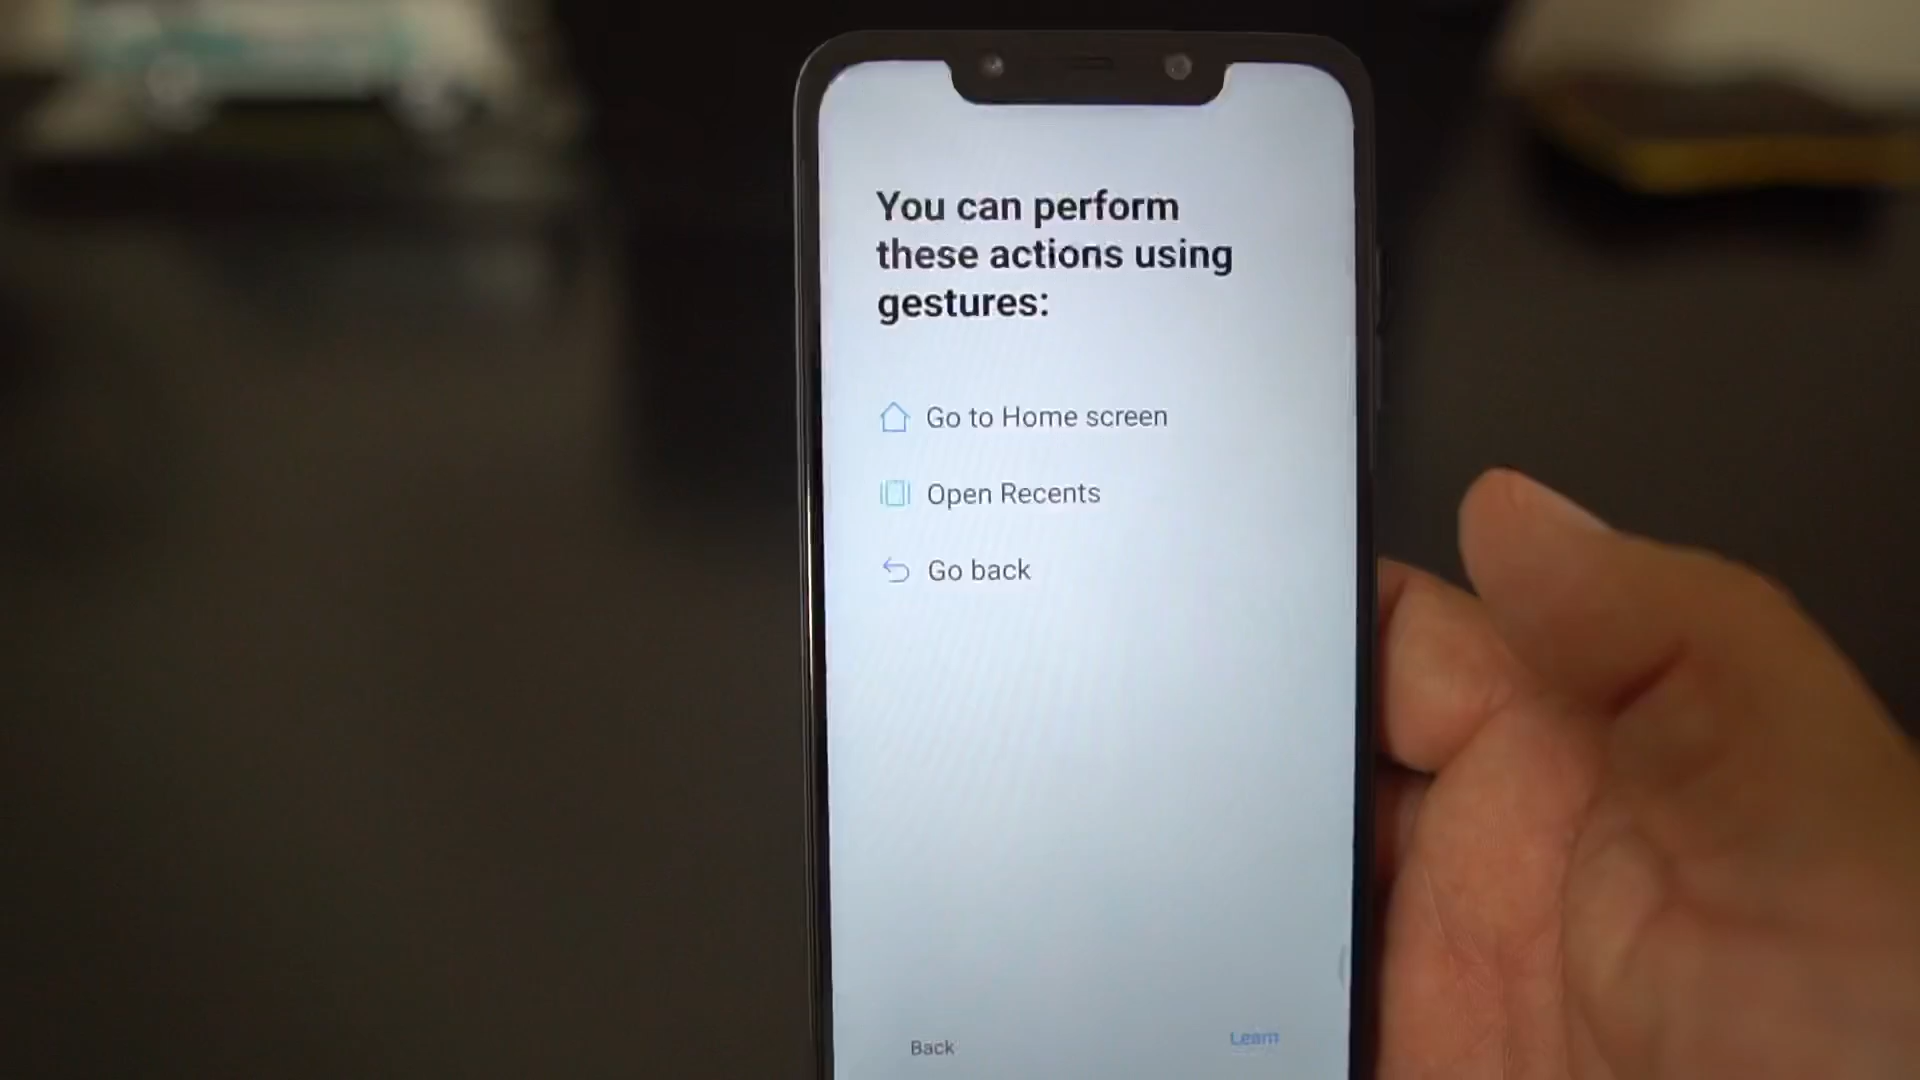 You can perform
these actions using
gestures:
Go to Home screen
Open Recents
Go back
Back
Learn